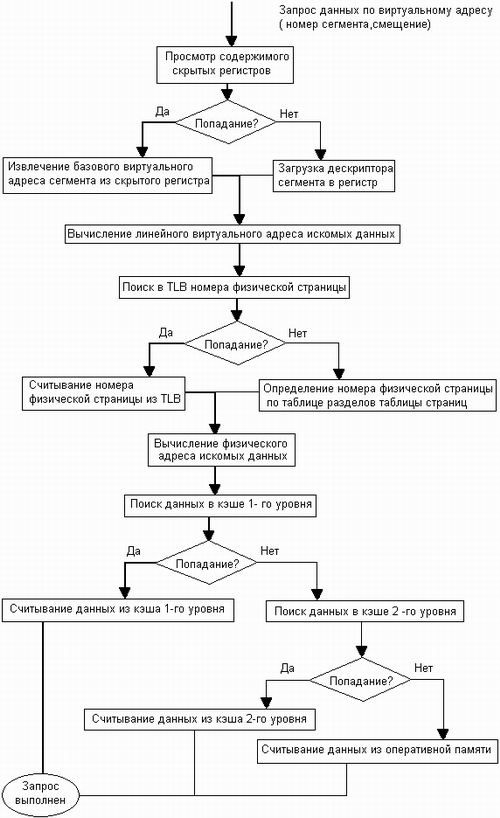 Запрос данных по виртуальному адресу
( номер сегмента,смещение)
Просмотр содержимого
скрытых регистров
Попадание?
Да
Нет
Извлечение базового виртуального
адреса сегмента из скрытого регистра
Загрузка дескриптора
сегмента в регистр
Вычисление линейного виртуального адреса искомых данных
Поиск в TLB номера физической страницы
Попадание?
Да
Нет
Считывание номера
физической страницы из TLB
Определение номера физической страницы
по таблице разделов таблицы страниц
Вычисление физического
адреса искомых данных
Поиск данных в кэше 1- го уровня
Попадание?
Да
Нет
Считывание данных из кэша 1-го уровня
Поиск данных в кэше 2 -го уровня
Попадание?
Да
Нет
Считывание данных из кэша 2-го уровня
Считывание данных из оперативной памяти
Запрос
выполнен